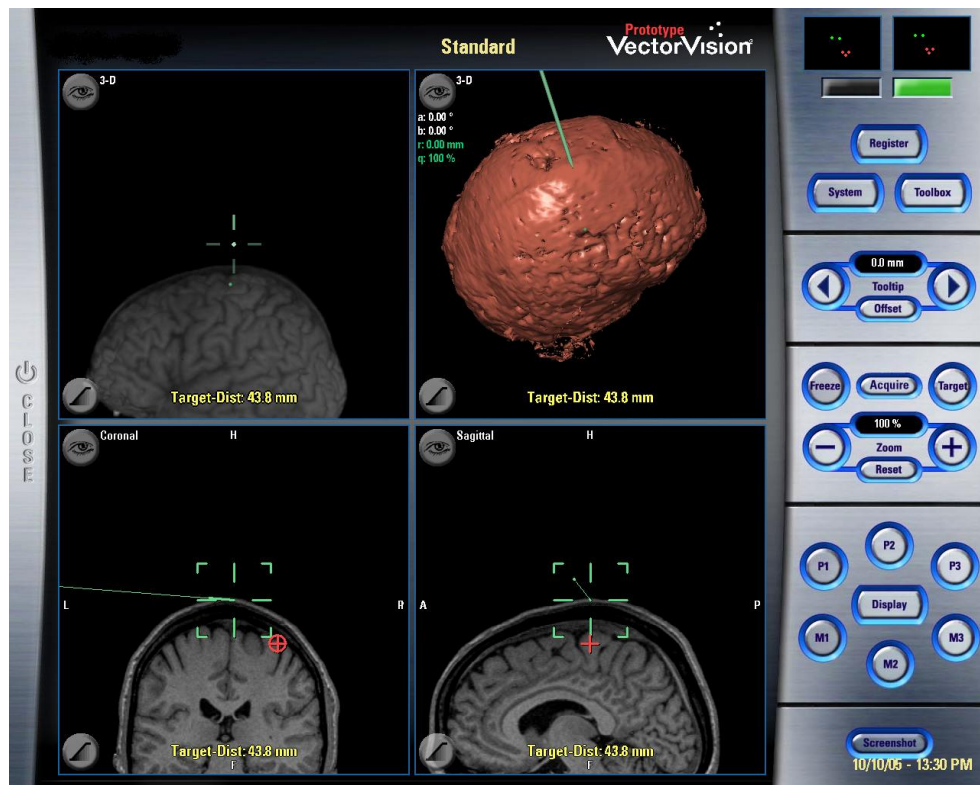 Standard
Prototype
VectorVision²
3-D
Target-Dist: 43.8 mm
3-D
a: 0.00 °
b: 0.00 °
r: 0.00 mm
q: 100 %
Target-Dist: 43.8 mm
Coronal
H
L
R
Target-Dist: 43.8 mm
F
Sagittal
H
A
P
Target-Dist: 43.8 mm
F
CLOSE
Register
System
Toolbox
0.0 mm
Tooltip
Offset
Freeze
Acquire
Target
100 %
Zoom
Reset
P1
P2
P3
Display
M1
M2
M3
Screenshot
10/10/05 - 13:30 PM